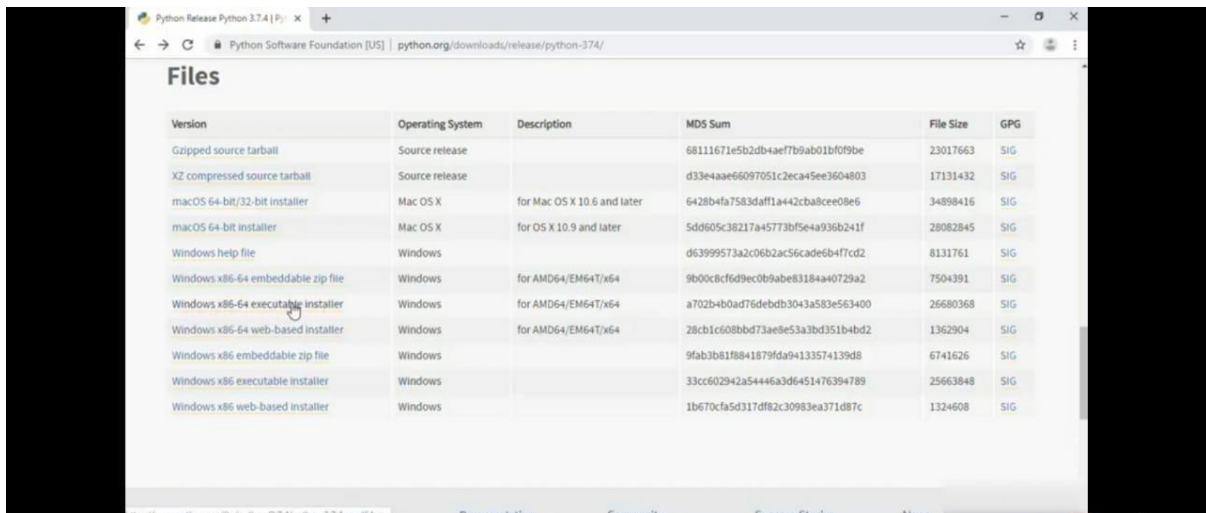 Python Release Python 3.7.4 | Py
Python Software Foundation [US] | python.org/downloads/release/python-374/
Files
Version Operating System Description MD5 Sum File Size GPG
Gzipped source tarball Source release 68111671e5b2db4aef7b9ab01bf0f9be 23017663 SIG
XZ compressed source tarball Source release d33e4aae66097051c2eca45ee3604803 17131432 SIG
macOS 64-bit/32-bit installer Mac OS X for Mac OS X 10.6 and later 6428b4fa7583daff1a442cba8cee08e6 34898416 SIG
macOS 64-bit installer Mac OS X for OS X 10.9 and later 5dd605c38217a45773bf5e4a936b241f 28082845 SIG
Windows help file Windows d63999573a2c06b2ac56cade6b4f7cd2 8131761 SIG
Windows x86-64 embeddable zip file Windows for AMD64/EM64T/x64 9b00c8cf6d9ec0b9abe83184a40729a2 7504391 SIG
Windows x86-64 executable installer Windows for AMD64/EM64T/x64 a702b4b0ad76debdb3043a583e563400 26680368 SIG
Windows x86-64 web-based installer Windows for AMD64/EM64T/x64 28cb1c608bbd73ae8e53a3bd351b4bd2 1362904 SIG
Windows x86 embeddable zip file Windows 9fab3b81f8841879fda94133574139d8 6741626 SIG
Windows x86 executable installer Windows 33cc602942a54446a3d6451476394789 25663848 SIG
Windows x86 web-based installer Windows 1b670cfa5d317df82c30983ea371d87c 1324608 SIG